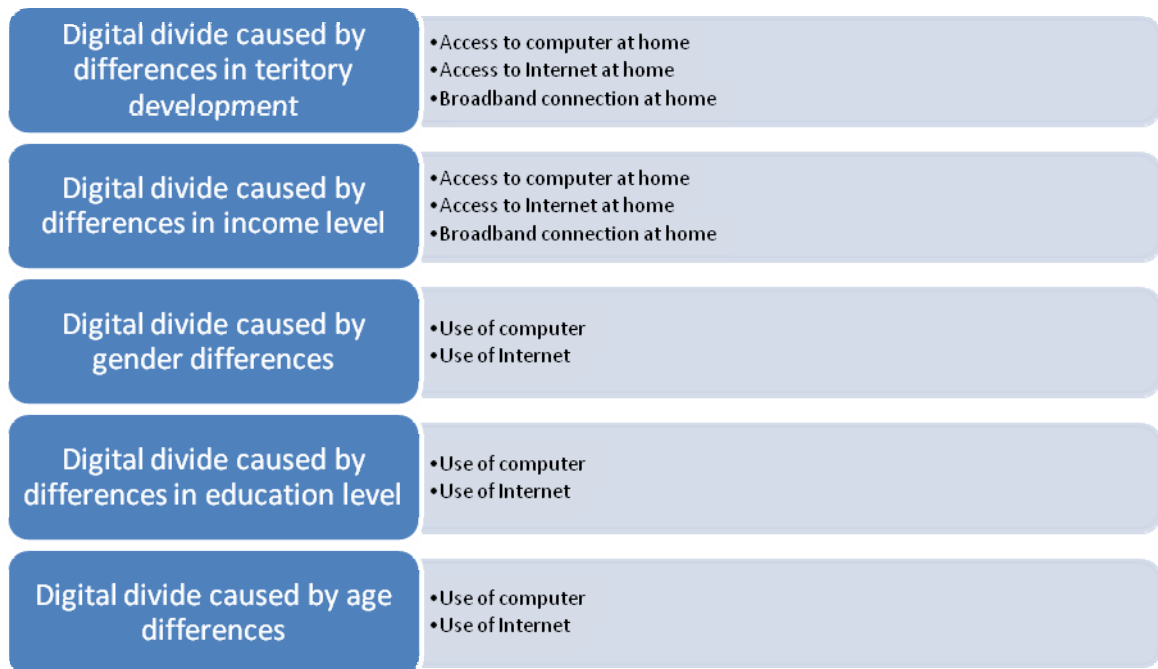 Digital divide caused by
differences in teritory
development
•Access to computer at home
•Access to Internet at home
•Broadband connection at home
Digital divide caused by
differences in income level
•Access to computer at home
•Access to Internet at home
•Broadband connection at home
Digital divide caused by
gender differences
•Use of computer
•Use of Internet
Digital divide caused by
differences in education level
•Use of computer
•Use of Internet
Digital divide caused by age
differences
•Use of computer
•Use of Internet